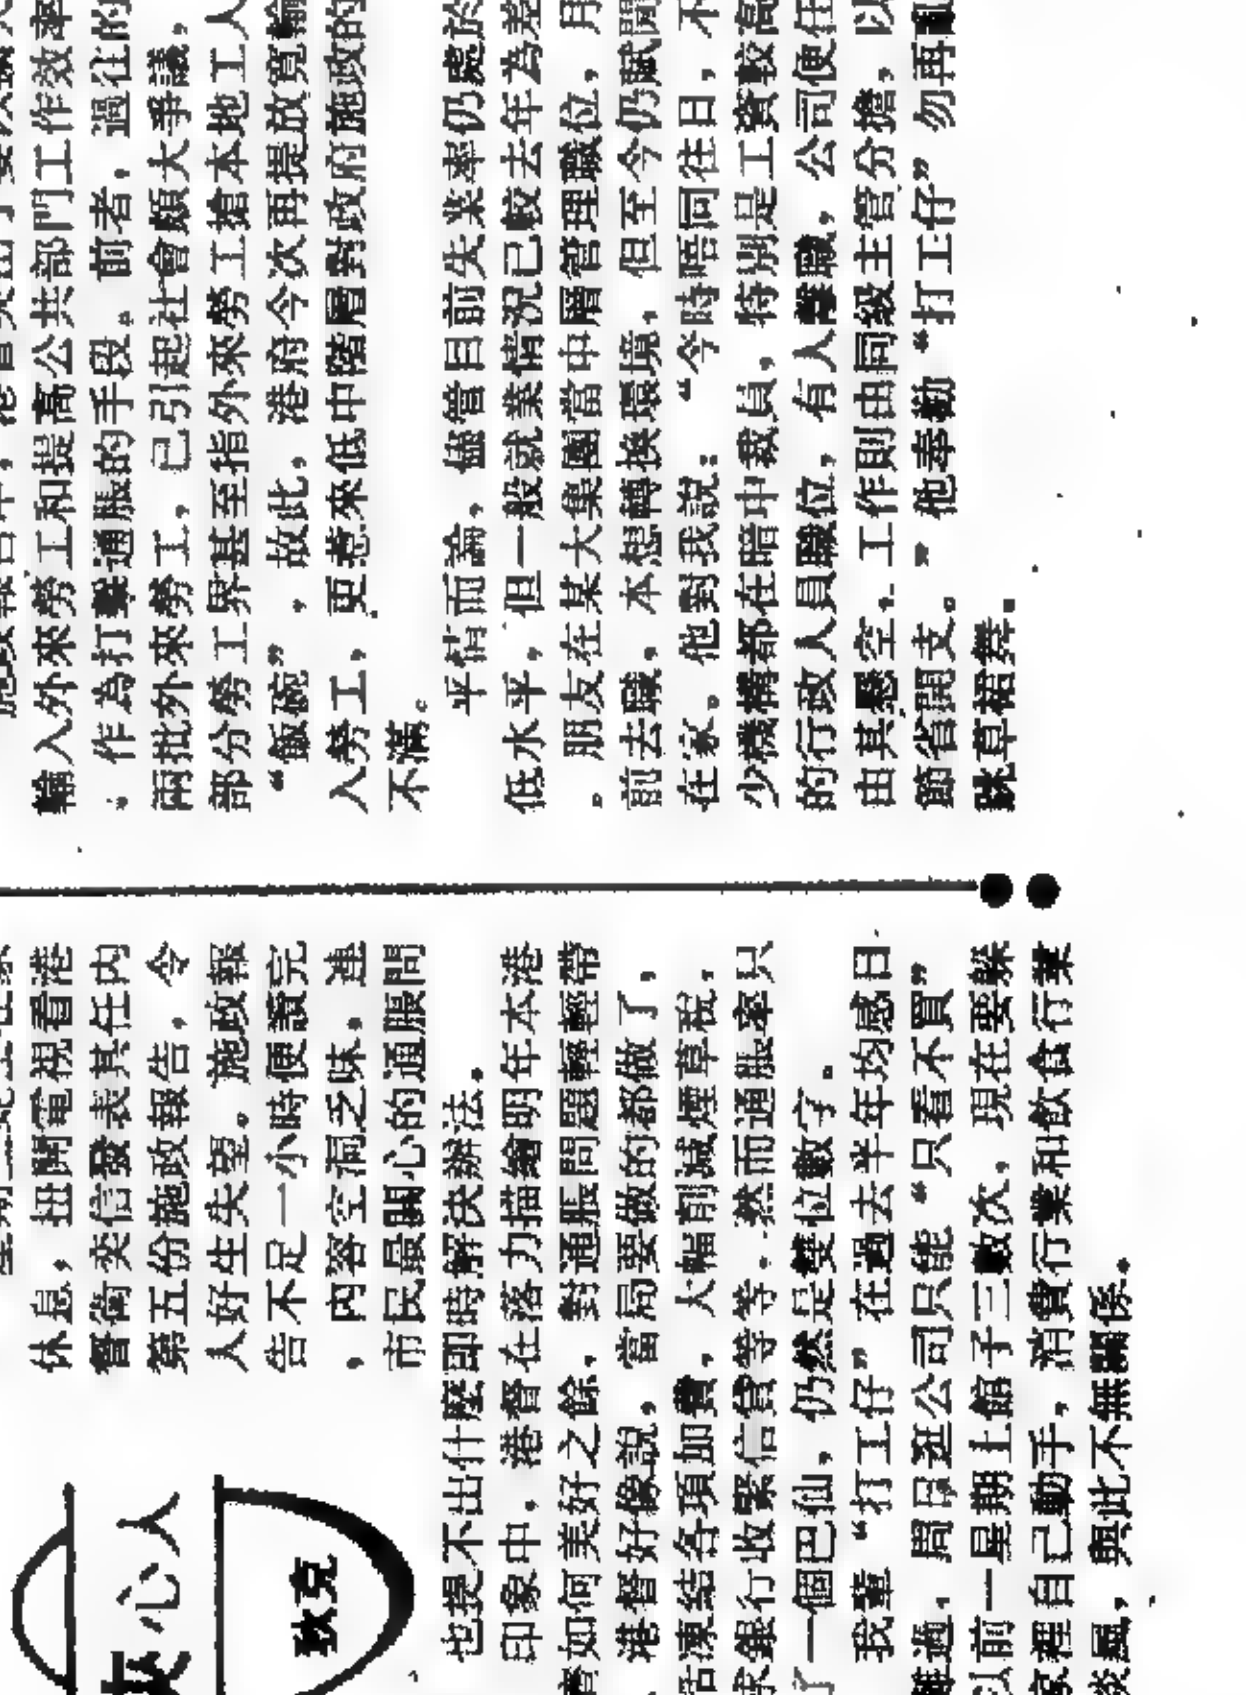 心人
狄克
休息，扭開電視看港
督衛奕信發表其任內
第五份施政報告，令
人好生失望。施政報
告不足一小時便讀完
，內容空洞乏味，連
市民最關心的通脹問
也提不出什麼即時解決辦法。
印象中，港督在落力描繪明年本港
如何美好之餘，對通脹問題輕輕帶
港督好像說，當局要做的都做了，
凍結各項加費，大幅削減煙草稅，
求銀行收緊信貸等等，然而通脹率只
了一個巴仙，仍然是雙位數字。
我輩“打工仔”在過去半年均感日
難過，周日逛公司只能“只看不買”
以前一星期上館子三數次，現在要躲
家裡自己動手，消費行業和飲食行業
淡風，與此不無關係。
輸入外來勞工和提高公共部門工作效率
，作為打擊通脹的手段。前者，過往的
兩批外來勞工，已引起社會頗大爭議，
部分勞工界甚至指外來勞工搶本地工人
“飯碗”，故此，港府今次再提放寬輸
入勞工，更惹來低中階層對政府施政的
不滿。
平情而論，儘管目前失業率仍處於
低水平，但一般就業情況已較去年為差
。朋友在某大集團當中層管理職位，月
前去職，本想轉換環境，但至今仍賦閒
在家。他對我說：“今時唔同往日，不
少機構都在暗中裁員，特別是工資較高
的行政人員職位，有人離職，公司便任
由其懸空，工作則由同級主管分擔，以
節省開支。”他奉勸“打工仔”勿再亂
跳草裙舞。